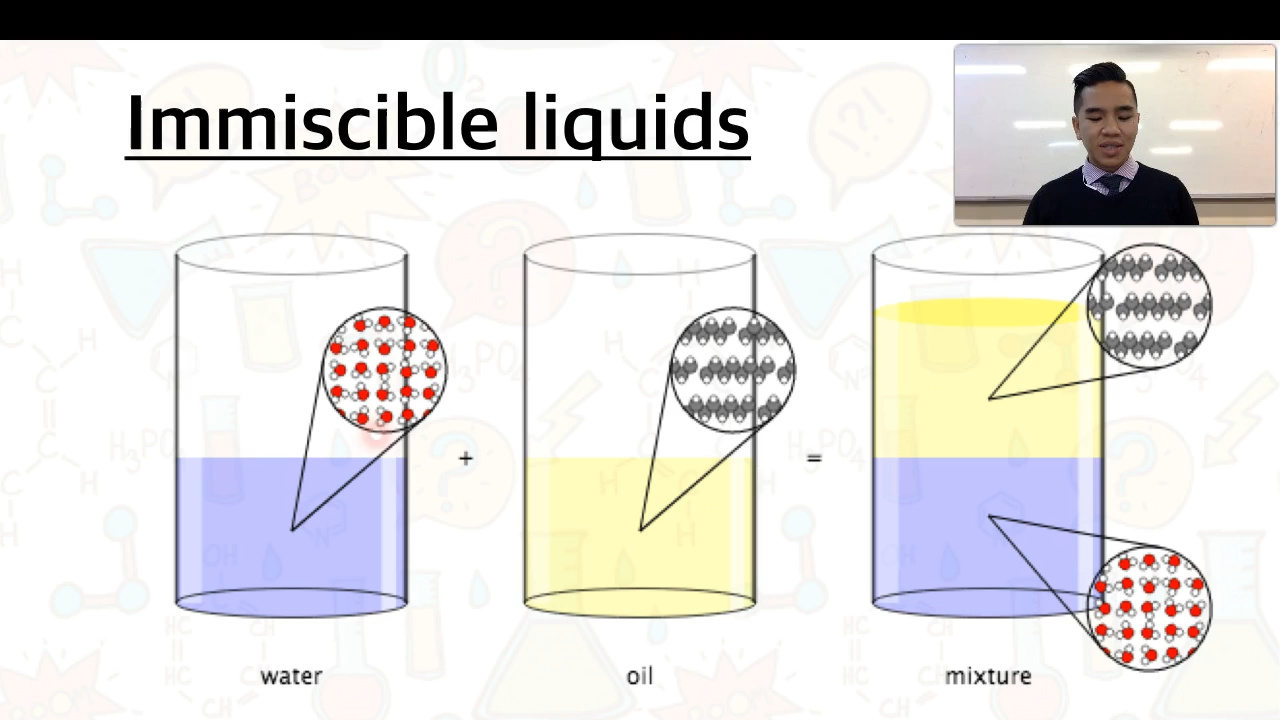 Immiscible liquids
+
=
water
oil
mixture